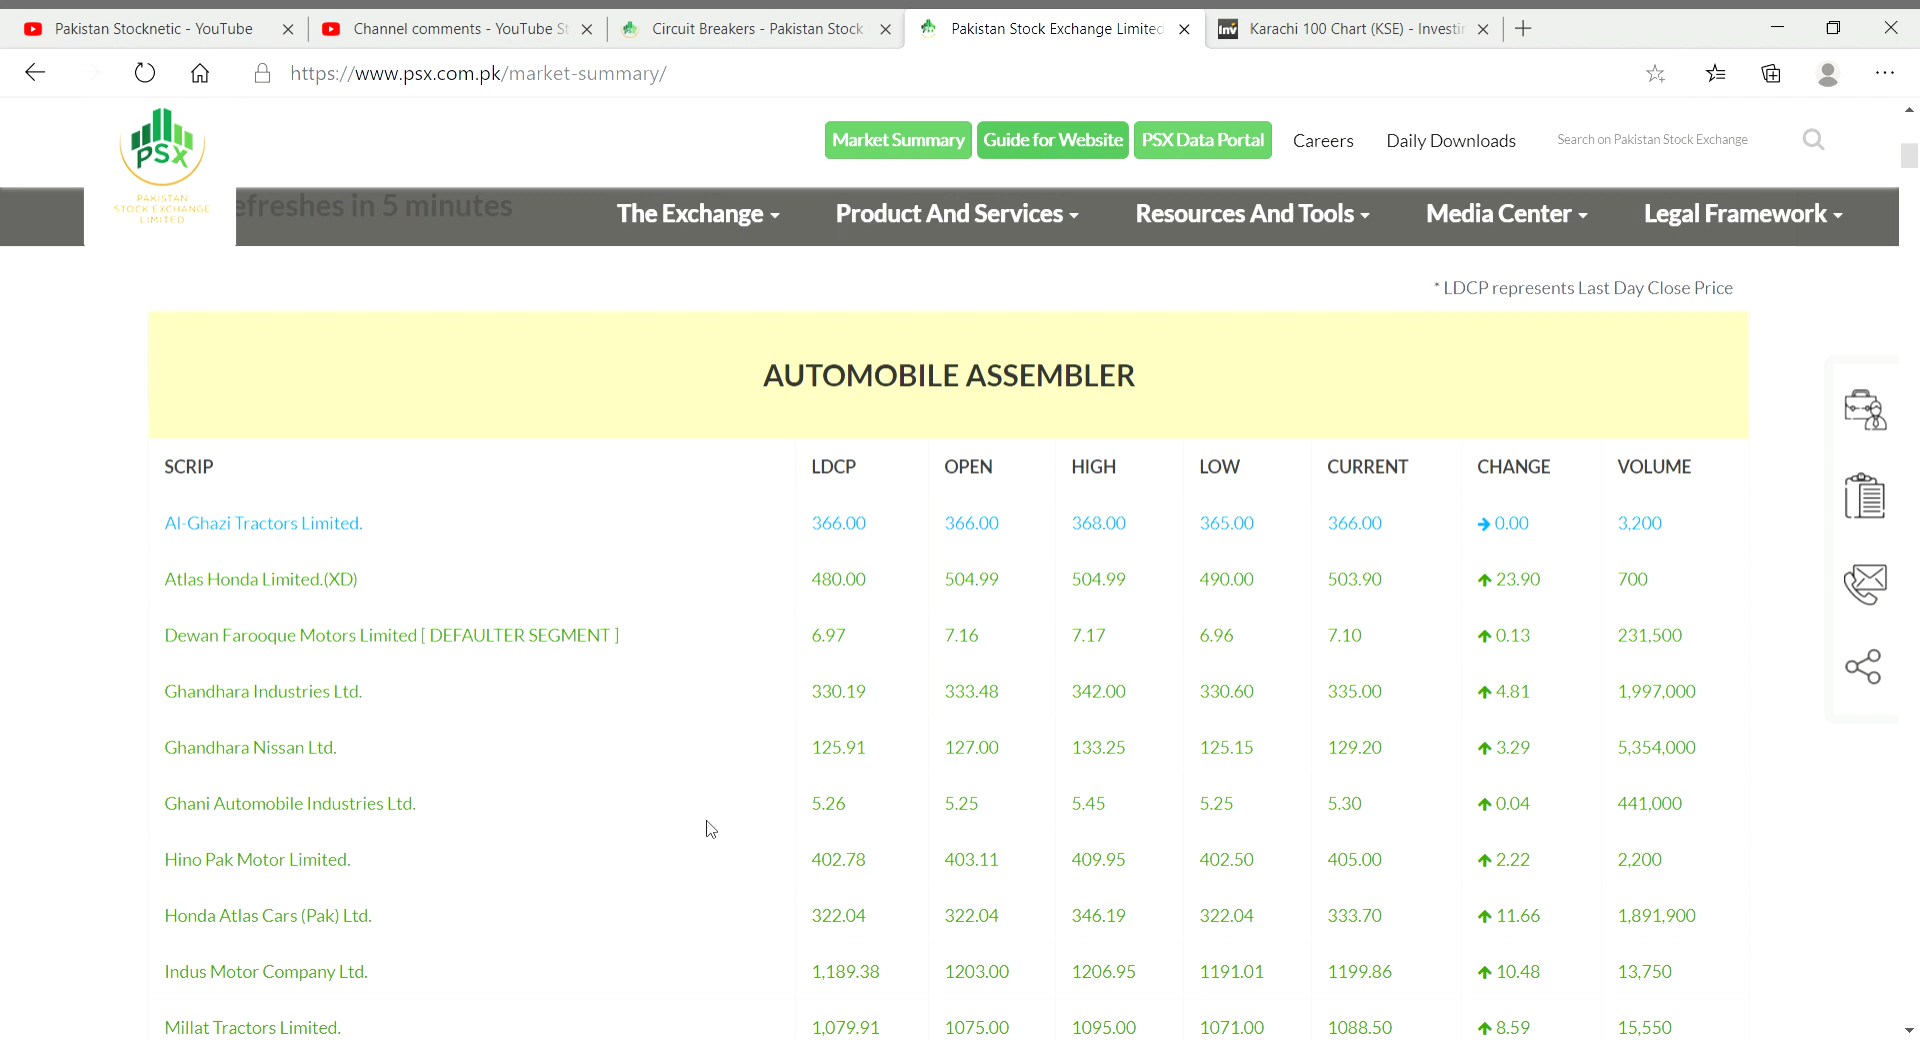 Pakistan Stocknetic - YouTube
Channel comments - YouTube St
Circuit Breakers - Pakistan Stock
Pakistan Stock Exchange Limited
Karachi 100 Chart (KSE) - Investin
https://www.psx.com.pk/market-summary/
PSX
PAKISTAN
STOCK EXCHANGE
LIMITED
Market Summary Guide for Website PSX Data Portal Careers Daily Downloads Search on Pakistan Stock Exchange
efreshes in 5 minutes
The Exchange Product And Services Resources And Tools Media Center Legal Framework
* LDCP represents Last Day Close Price
AUTOMOBILE ASSEMBLER
SCRIP LDCP OPEN HIGH LOW CURRENT CHANGE VOLUME
Al-Ghazi Tractors Limited. 366.00 366.00 368.00 365.00 366.00 0.00 3,200
Atlas Honda Limited.(XD) 480.00 504.99 504.99 490.00 503.90 23.90 700
Dewan Farooque Motors Limited [ DEFAULTER SEGMENT ] 6.97 7.16 7.17 6.96 7.10 0.13 231,500
Ghandhara Industries Ltd. 330.19 333.48 342.00 330.60 335.00 4.81 1,997,000
Ghandhara Nissan Ltd. 125.91 127.00 133.25 125.15 129.20 3.29 5,354,000
Ghani Automobile Industries Ltd. 5.26 5.25 5.45 5.25 5.30 0.04 441,000
Hino Pak Motor Limited. 402.78 403.11 409.95 402.50 405.00 2.22 2,200
Honda Atlas Cars (Pak) Ltd. 322.04 322.04 346.19 322.04 333.70 11.66 1,891,900
Indus Motor Company Ltd. 1,189.38 1203.00 1206.95 1191.01 1199.86 10.48 13,750
Millat Tractors Limited. 1,079.91 1075.00 1095.00 1071.00 1088.50 8.59 15,550